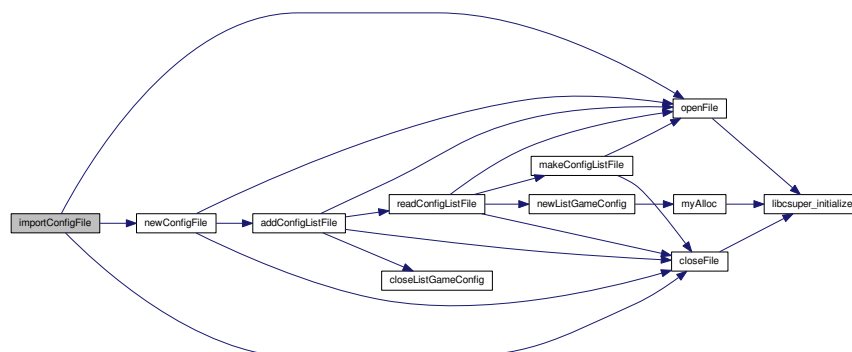 openFile
makeConfigListFile
readConfigListFile
newListGameConfig
myAlloc
libcsuper_initialize
importConfigFile
newConfigFile
addConfigListFile
closeFile
closeListGameConfig